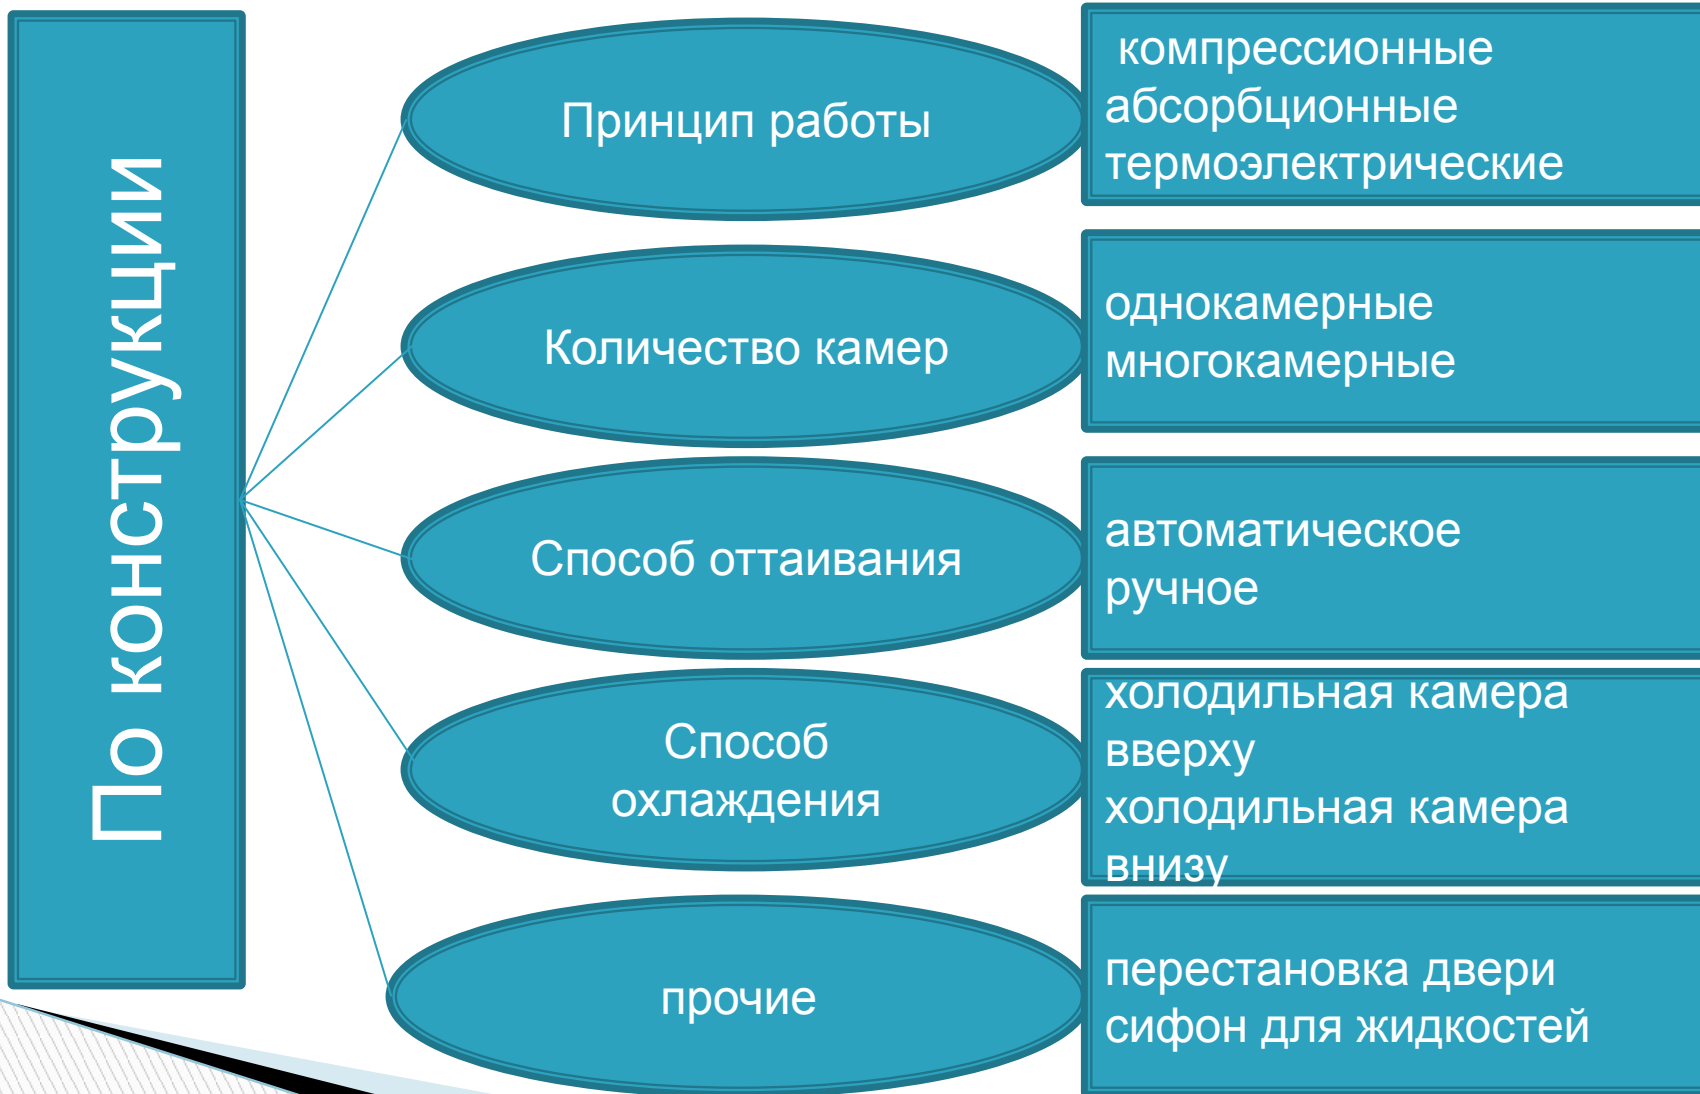 По конструкции
Принцип работы
компрессионные
абсорбционные
термоэлектрические
Количество камер
однокамерные
многокамерные
Способ оттаивания
автоматическое
ручное
Способ
охлаждения
холодильная камера
вверху
холодильная камера
внизу
прочие
перестановка двери
сифон для жидкостей